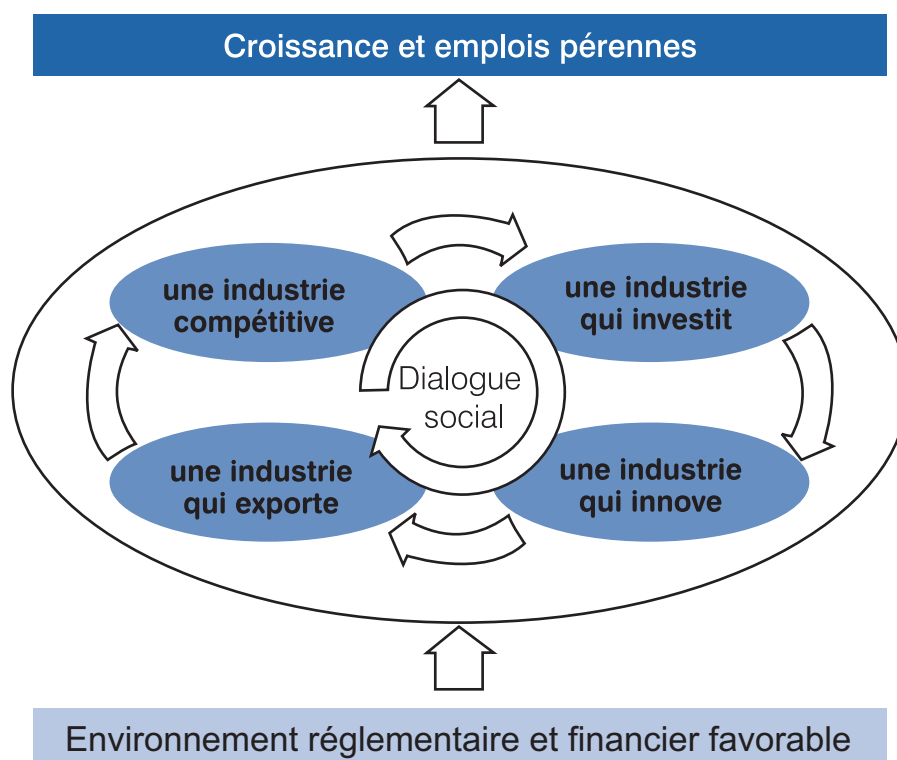 Croissance et emplois pérennes
une industrie
compétitive
une industrie
qui investit
Dialogue
social
une industrie
qui exporte
une industrie
qui innove
Environnement réglementaire et financier favorable